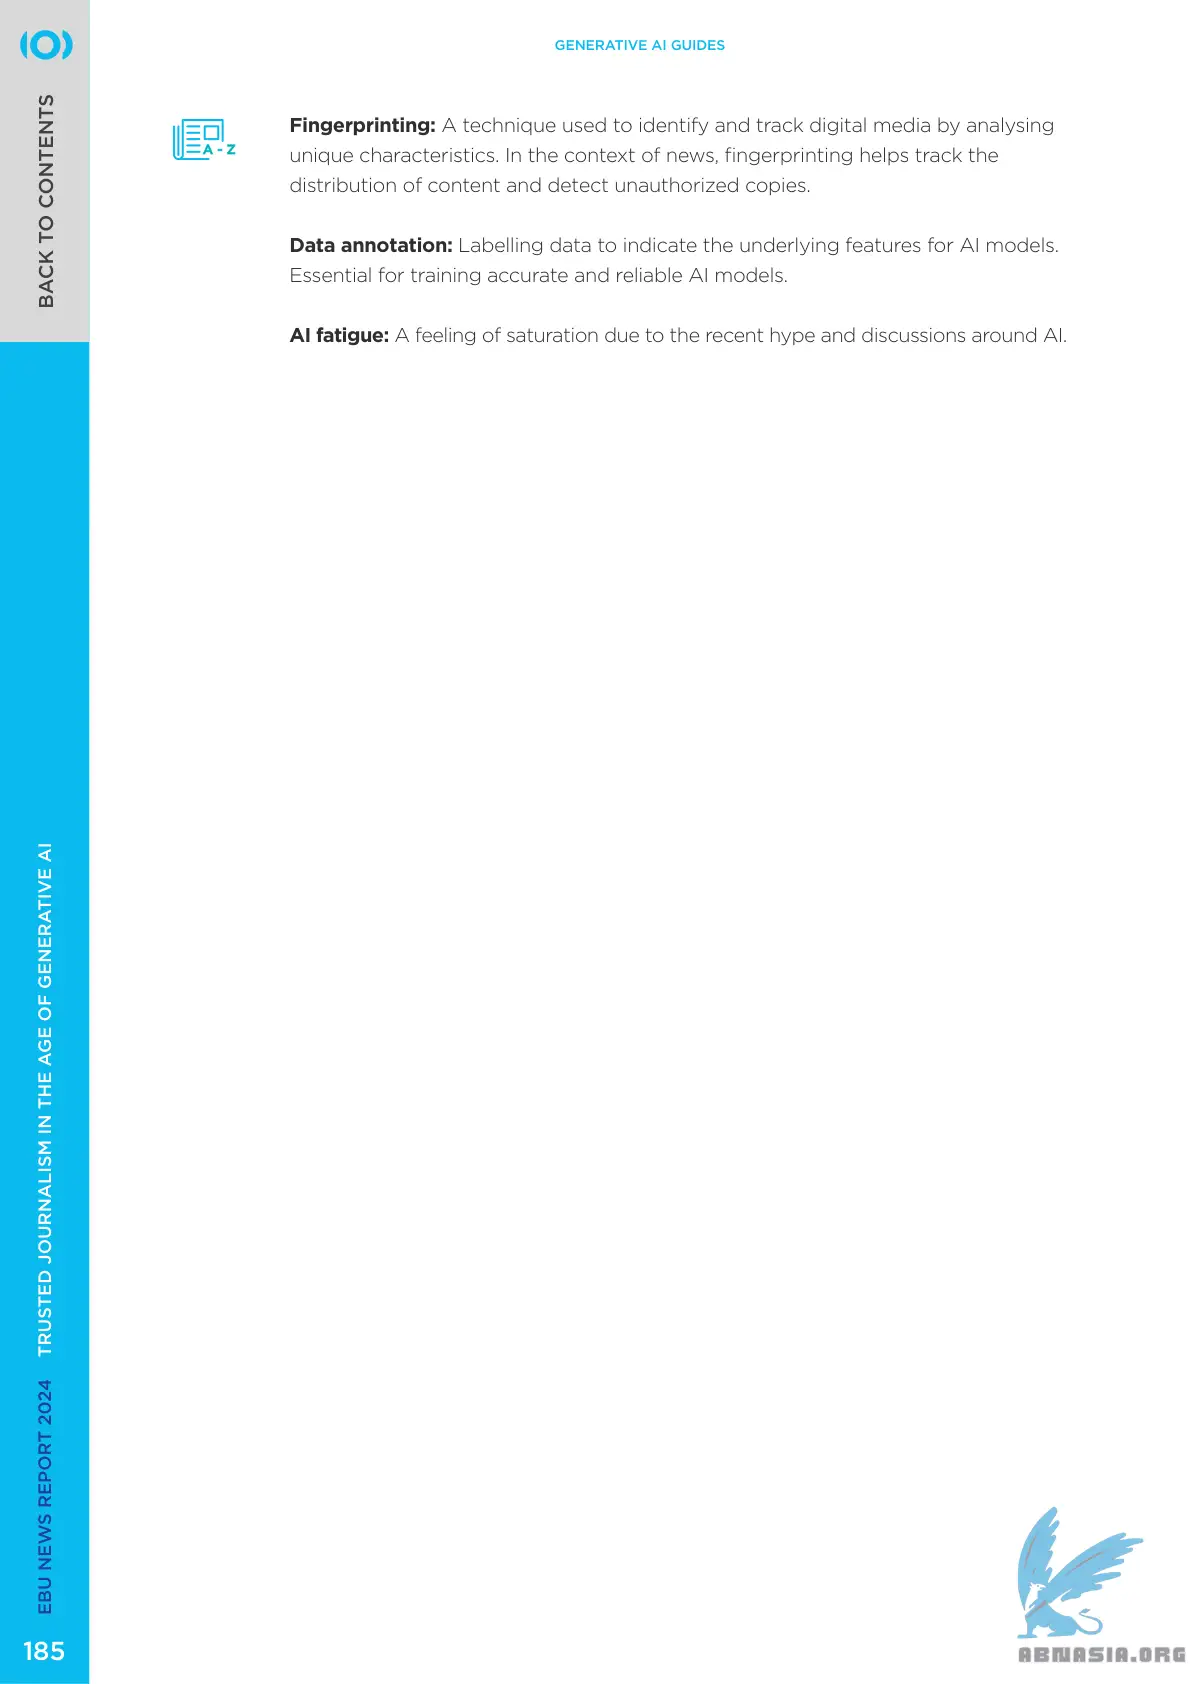 GENERATIVE AI GUIDES
BACK TO CONTENTS
A - Z
Fingerprinting: A technique used to identify and track digital media by analysing
unique characteristics. In the context of news, fingerprinting helps track the
distribution of content and detect unauthorized copies.
Data annotation: Labelling data to indicate the underlying features for AI models.
Essential for training accurate and reliable AI models.
AI fatigue: A feeling of saturation due to the recent hype and discussions around AI.
EBU NEWS REPORT 2024 TRUSTED JOURNALISM IN THE AGE OF GENERATIVE AI
185
ABNASIA.ORG